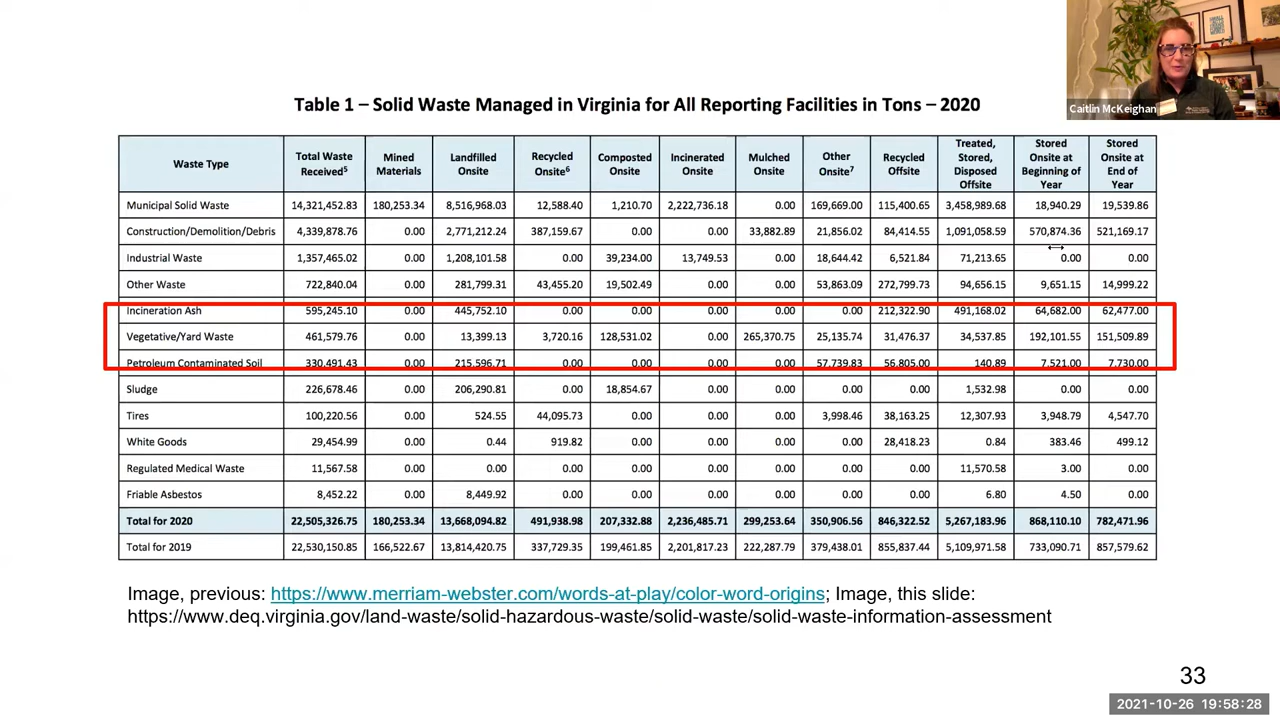 Caitlin McKeighan
Table 1 – Solid Waste Managed in Virginia for All Reporting Facilities in Tons – 2020
Waste Type Total Waste Received5 Mined Materials Landfilled Onsite Recycled Onsite6 Composted Onsite Incinerated Onsite Mulched Onsite Other Onsite7 Recycled Offsite Treated, Stored, Disposed Offsite Stored Onsite at Beginning of Year Stored Onsite at End of Year
Municipal Solid Waste 14,321,452.83 180,253.34 8,516,968.03 12,588.40 1,210.70 2,222,736.18 0.00 169,669.00 115,400.65 3,458,989.68 18,940.29 19,539.86
Construction/Demolition/Debris 4,339,878.76 0.00 2,771,212.24 387,159.67 0.00 0.00 33,882.89 21,856.02 84,414.55 1,091,058.59 570,874.36 521,169.17
Industrial Waste 1,357,465.02 0.00 1,208,101.58 0.00 39,234.00 13,749.53 0.00 18,644.42 6,521.84 71,213.65 0.00 0.00
Other Waste 722,840.04 0.00 281,799.31 43,455.20 19,502.49 0.00 0.00 53,863.09 272,799.73 94,656.15 9,651.15 14,999.22
Incineration Ash 595,245.10 0.00 445,752.10 0.00 0.00 0.00 0.00 0.00 212,322.90 491,168.02 64,682.00 62,477.00
Vegetative/Yard Waste 461,579.76 0.00 13,399.13 3,720.16 128,531.02 0.00 265,370.75 25,135.74 31,476.37 34,537.85 192,101.55 151,509.89
Petroleum Contaminated Soil 330,491.43 0.00 215,596.71 0.00 0.00 0.00 0.00 57,739.83 56,805.00 140.89 7,521.00 7,730.00
Sludge 226,678.46 0.00 206,290.81 0.00 18,854.67 0.00 0.00 0.00 0.00 1,532.98 0.00 0.00
Tires 100,220.56 0.00 524.55 44,095.73 0.00 0.00 0.00 3,998.46 38,163.25 12,307.93 3,948.79 4,547.70
White Goods 29,454.99 0.00 0.44 919.82 0.00 0.00 0.00 0.00 28,418.23 0.84 383.46 499.12
Regulated Medical Waste 11,567.58 0.00 0.00 0.00 0.00 0.00 0.00 0.00 0.00 11,570.58 3.00 0.00
Friable Asbestos 8,452.22 0.00 8,449.92 0.00 0.00 0.00 0.00 0.00 0.00 6.80 4.50 0.00
Total for 2020 22,505,326.75 180,253.34 13,668,094.82 491,938.98 207,332.88 2,236,485.71 299,253.64 350,906.56 846,322.52 5,267,183.96 868,110.10 782,471.96
Total for 2019 22,530,150.85 166,522.67 13,814,420.75 337,729.35 199,461.85 2,201,817.23 222,287.79 379,438.01 855,837.44 5,109,971.58 733,090.71 857,579.62
Image, previous: https://www.merriam-webster.com/words-at-play/color-word-origins; Image, this slide:
https://www.deq.virginia.gov/land-waste/solid-hazardous-waste/solid-waste/solid-waste-information-assessment
33
2021-10-26 19:58:28